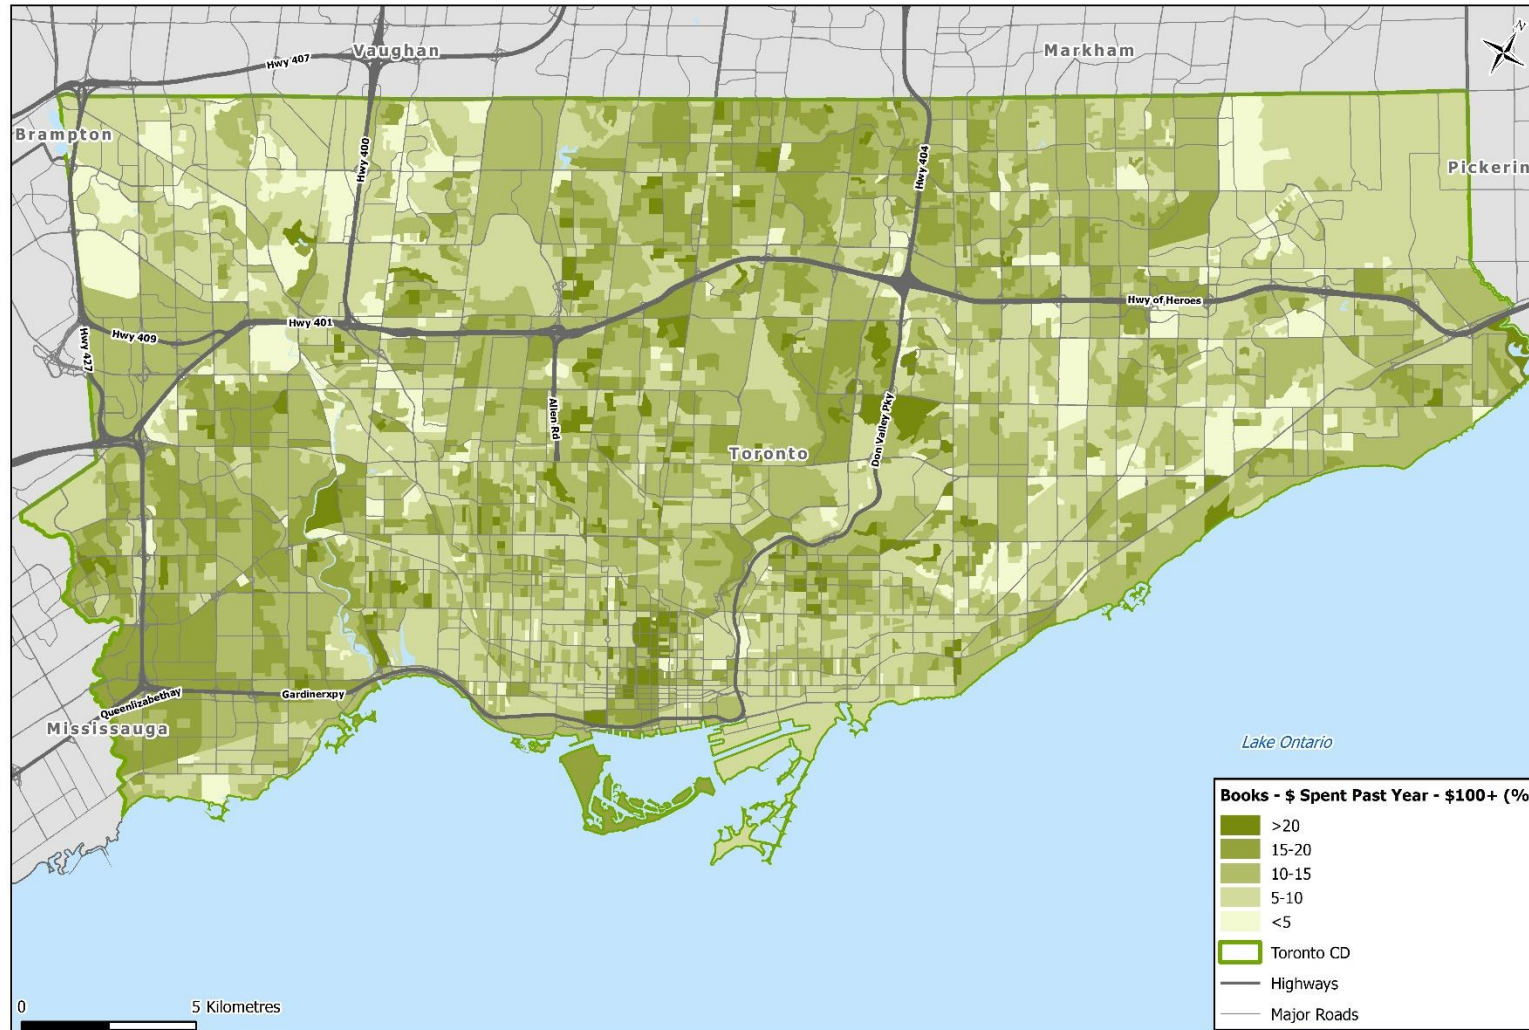 Vaughan
Markham
N
Hwy 407
Brampton
Hwy 400
Hwy 404
Pickerin
Hwy 401
Hwy of Heroes
Hwy 409
Hwy 427
Allen Rd
Don Valley Pky
Toronto
Queenlizabethay
Gardinerxpy
Mississauga
Lake Ontario
Books - $ Spent Past Year - $100+ (%
>20
15-20
10-15
5-10
<5
Toronto CD
Highways
Major Roads
0
5 Kilometres